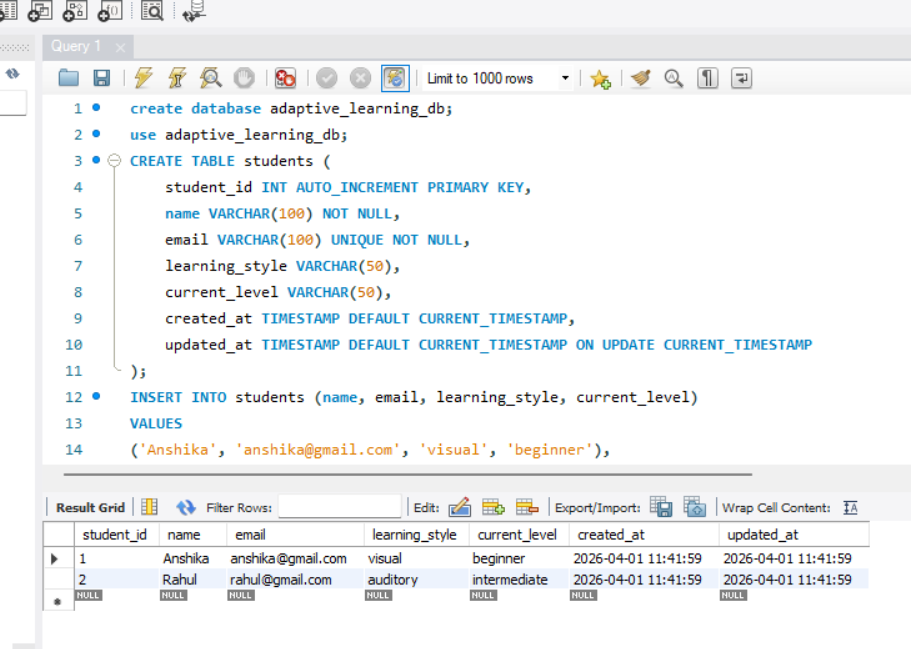 Query 1
Limit to 1000 rows
1 create database adaptive_learning_db;
2 use adaptive_learning_db;
3 CREATE TABLE students (
4 student_id INT AUTO_INCREMENT PRIMARY KEY,
5 name VARCHAR(100) NOT NULL,
6 email VARCHAR(100) UNIQUE NOT NULL,
7 learning_style VARCHAR(50),
8 current_level VARCHAR(50),
9 created_at TIMESTAMP DEFAULT CURRENT_TIMESTAMP,
10 updated_at TIMESTAMP DEFAULT CURRENT_TIMESTAMP ON UPDATE CURRENT_TIMESTAMP
11 );
12 INSERT INTO students (name, email, learning_style, current_level)
13 VALUES
14 ('Anshika', 'anshika@gmail.com', 'visual', 'beginner'),
Result Grid Filter Rows: Edit: Export/Import: Wrap Cell Content:
student_id name email learning_style current_level created_at updated_at
1 Anshika anshika@gmail.com visual beginner 2026-04-01 11:41:59 2026-04-01 11:41:59
2 Rahul rahul@gmail.com auditory intermediate 2026-04-01 11:41:59 2026-04-01 11:41:59
NULL NULL NULL NULL NULL NULL NULL